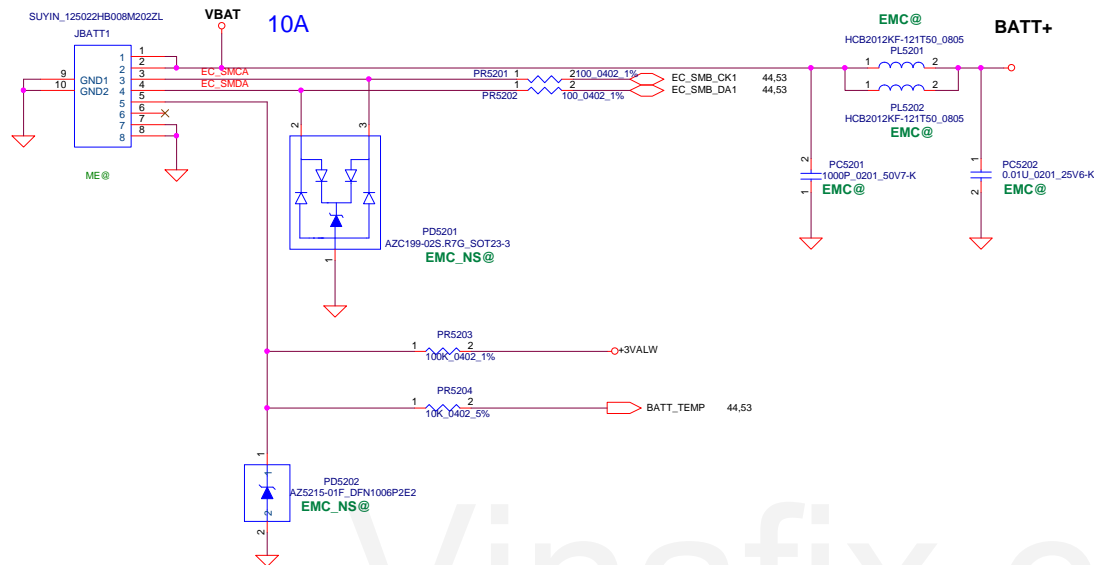 SUYIN_125022HB008M202ZL
VBAT
10A
JBATT1
EMC@
BATT+
HCB2012KF-121T50_0805
PL5201
1 2
1 1
2 2
3 3
4 4
5 5
6 6
7 7
8 8
9 GND1
10 GND2
EC_SMCA
EC_SMDA
PR5201 1 2 100_0402_1%
EC_SMB_CK1 44,53
PR5202 1 2 100_0402_1%
EC_SMB_DA1 44,53
1 2
PL5202
HCB2012KF-121T50_0805
EMC@
ME@
2 3
2
PC5201
1000P_0201_50V7-K
EMC@
1
1
PC5202
0.01U_0201_25V6-K
EMC@
2
PD5201
AZC199-02S.R7G_SOT23-3
EMC_NS@
1
PR5203
1 2
100K_0402_1%
+3VALW
PR5204
1 2
10K_0402_5%
BATT_TEMP 44,53
1
1
PD5202
AZ5215-01F_DFN1006P2E2
EMC_NS@
2
2